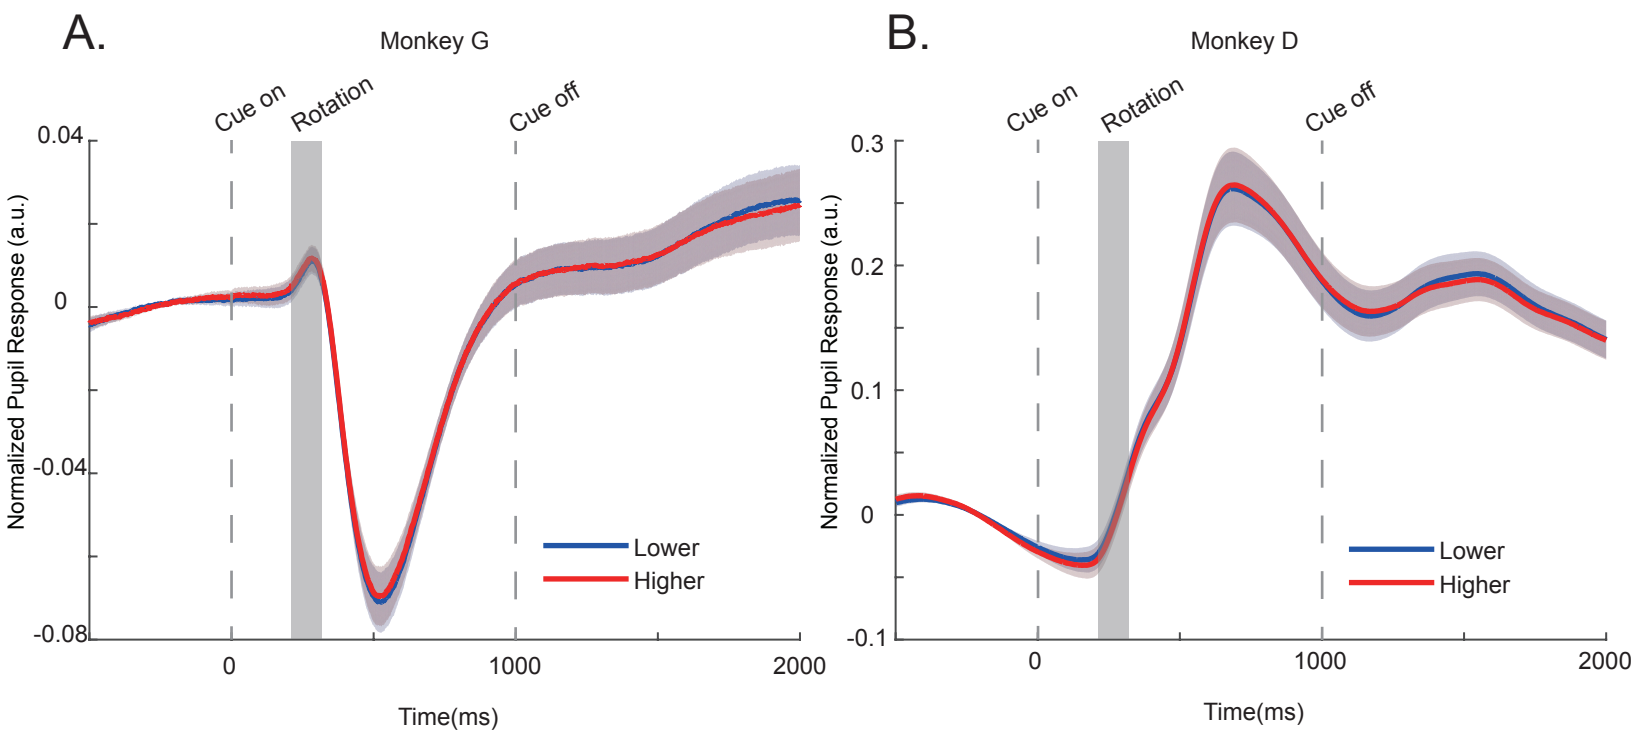 A.
Monkey G
Cue on
Rotation
Cue off
0.04
0
-0.04
-0.08
Normalized Pupil Response (a.u.)
Lower
Higher
0
1000
2000
Time(ms)
B.
Monkey D
Cue on
Rotation
Cue off
0.3
0.2
0.1
0
-0.1
Normalized Pupil Response (a.u.)
Lower
Higher
0
1000
2000
Time(ms)